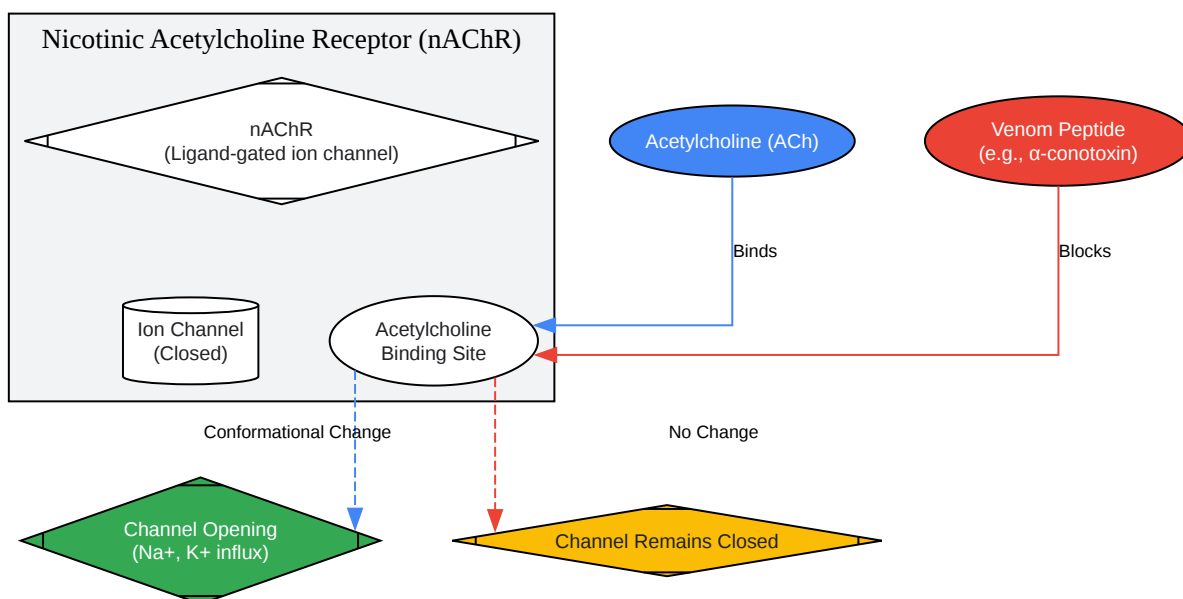 Nicotinic Acetylcholine Receptor (nAChR)
nAChR
(Ligand-gated ion channel)
Acetylcholine (ACh)
Venom Peptide
(e.g., α-conotoxin)
Binds
Blocks
Ion Channel
(Closed)
Acetylcholine
Binding Site
Conformational Change
No Change
Channel Opening
(Na+, K+ influx)
Channel Remains Closed